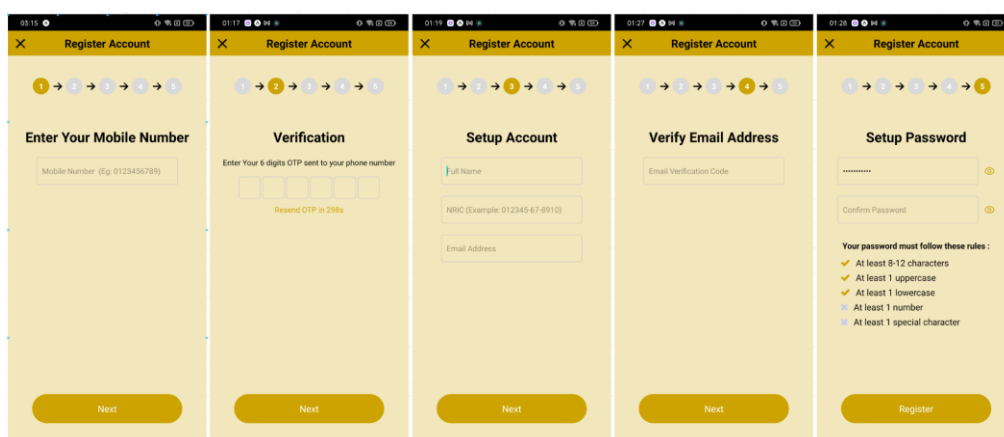 03:15
Register Account
1 → 2 → 3 → 4 → 5
Enter Your Mobile Number
Mobile Number (Eg: 0123456789)
Next
01:17
Register Account
1 → 2 → 3 → 4 → 5
Verification
Enter Your 6 digits OTP sent to your phone number
Resend OTP in 298s
Next
01:19
Register Account
1 → 2 → 3 → 4 → 5
Setup Account
Full Name
NRIC (Example: 012345-67-8910)
Email Address
Next
01:27
Register Account
1 → 2 → 3 → 4 → 5
Verify Email Address
Email Verification Code
Next
01:28
Register Account
1 → 2 → 3 → 4 → 5
Setup Password
•••••••••••
Confirm Password
Your password must follow these rules :
At least 8-12 characters
At least 1 uppercase
At least 1 lowercase
At least 1 number
At least 1 special character
Register